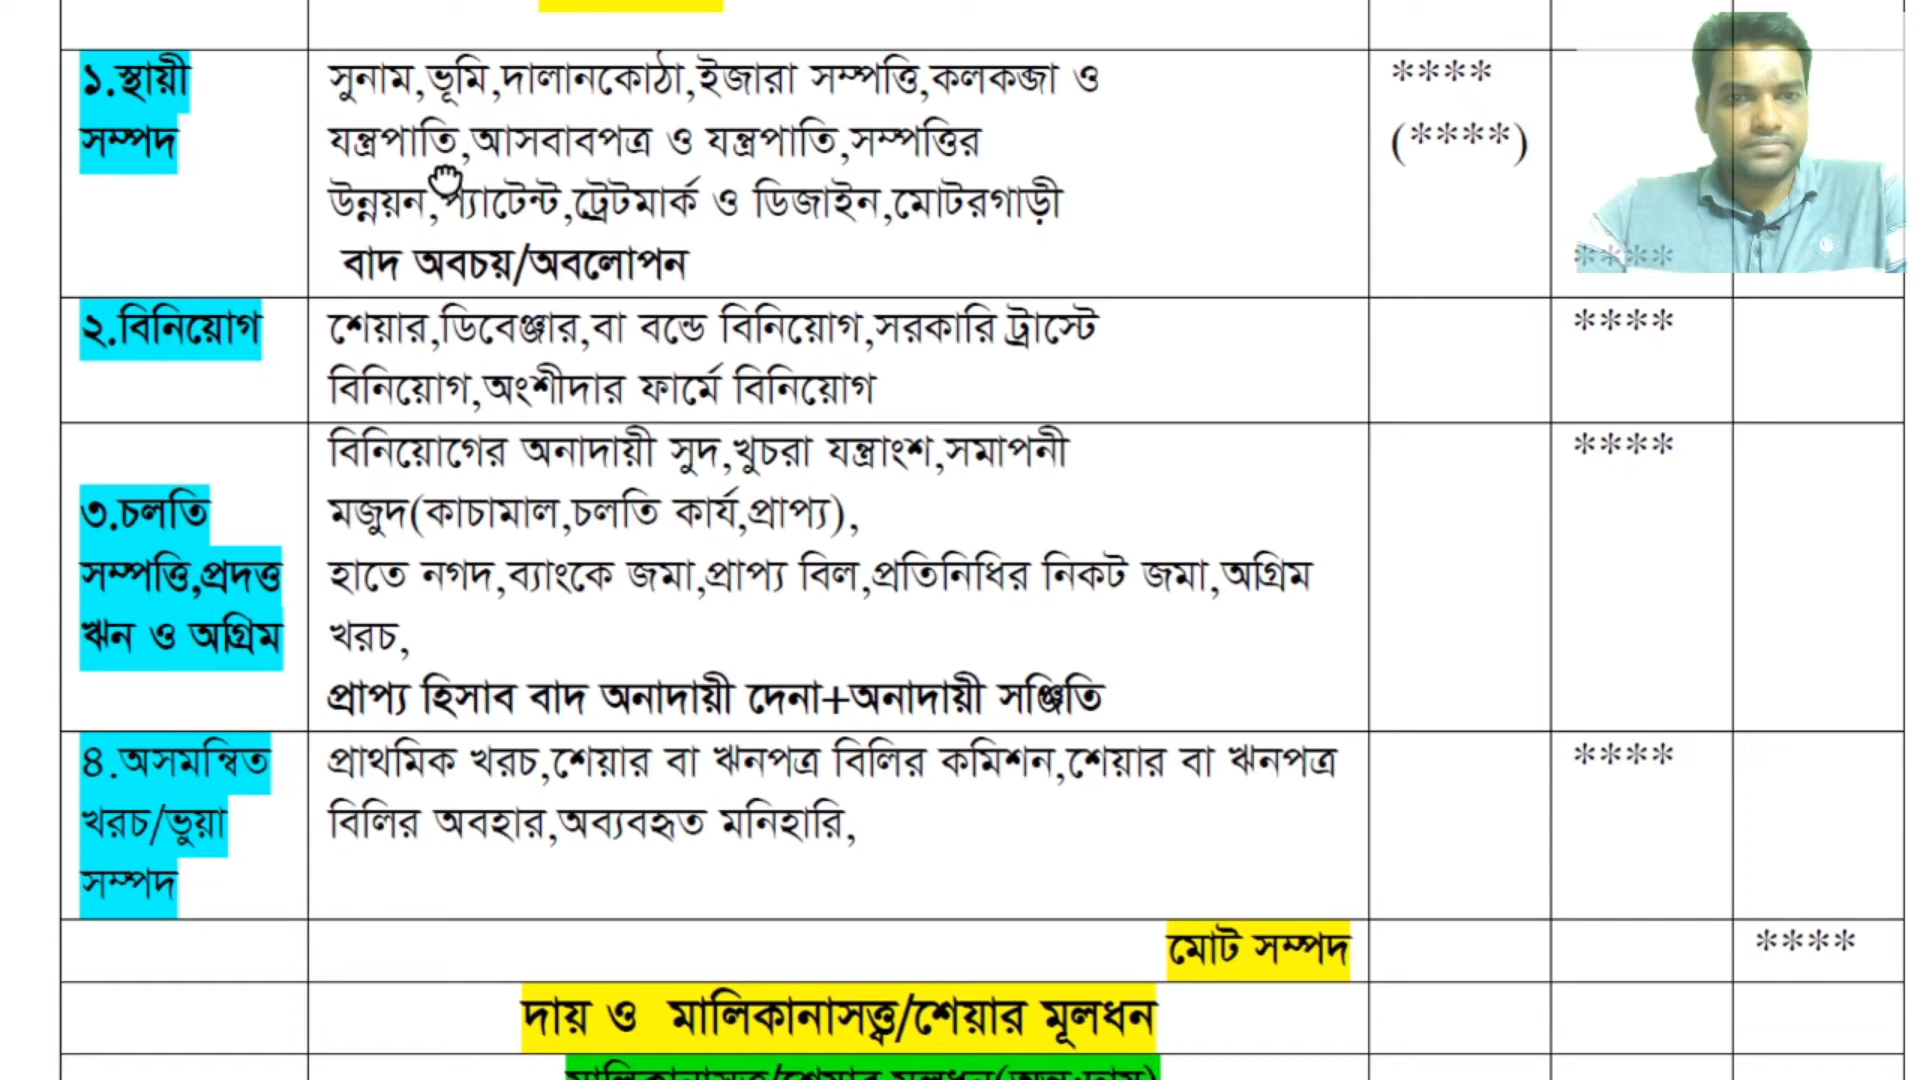 ১.স্থায়ী
সম্পদ
সুনাম,ভূমি,দালানকোঠা,ইজারা সম্পত্তি,কলকব্জা ও
যন্ত্রপাতি,আসবাবপত্র ও যন্ত্রপাতি,সম্পত্তির
উন্নয়ন,প্যাটেন্ট,ট্রেটমার্ক ও ডিজাইন,মোটরগাড়ী
বাদ অবচয়/অবলোপন
****
(****)
****
২.বিনিয়োগ
শেয়ার,ডিবেঞ্জার,বা বন্ডে বিনিয়োগ,সরকারি ট্রাস্টে
বিনিয়োগ,অংশীদার ফার্মে বিনিয়োগ
****
৩.চলতি
সম্পত্তি,প্রদত্ত
ঋন ও অগ্রিম
বিনিয়োগের অনাদায়ী সুদ,খুচরা যন্ত্রাংশ,সমাপনী
মজুদ(কাচামাল,চলতি কার্য,প্রাপ্য),
হাতে নগদ,ব্যাংকে জমা,প্রাপ্য বিল,প্রতিনিধির নিকট জমা,অগ্রিম
খরচ,
প্রাপ্য হিসাব বাদ অনাদায়ী দেনা+অনাদায়ী সঞ্জিতি
****
৪.অসমন্বিত
খরচ/ভুয়া
সম্পদ
প্রাথমিক খরচ,শেয়ার বা ঋনপত্র বিলির কমিশন,শেয়ার বা ঋনপত্র
বিলির অবহার,অব্যবহৃত মনিহারি,
****
মোট সম্পদ
****
দায় ও মালিকানাসত্ত্ব/শেয়ার মূলধন